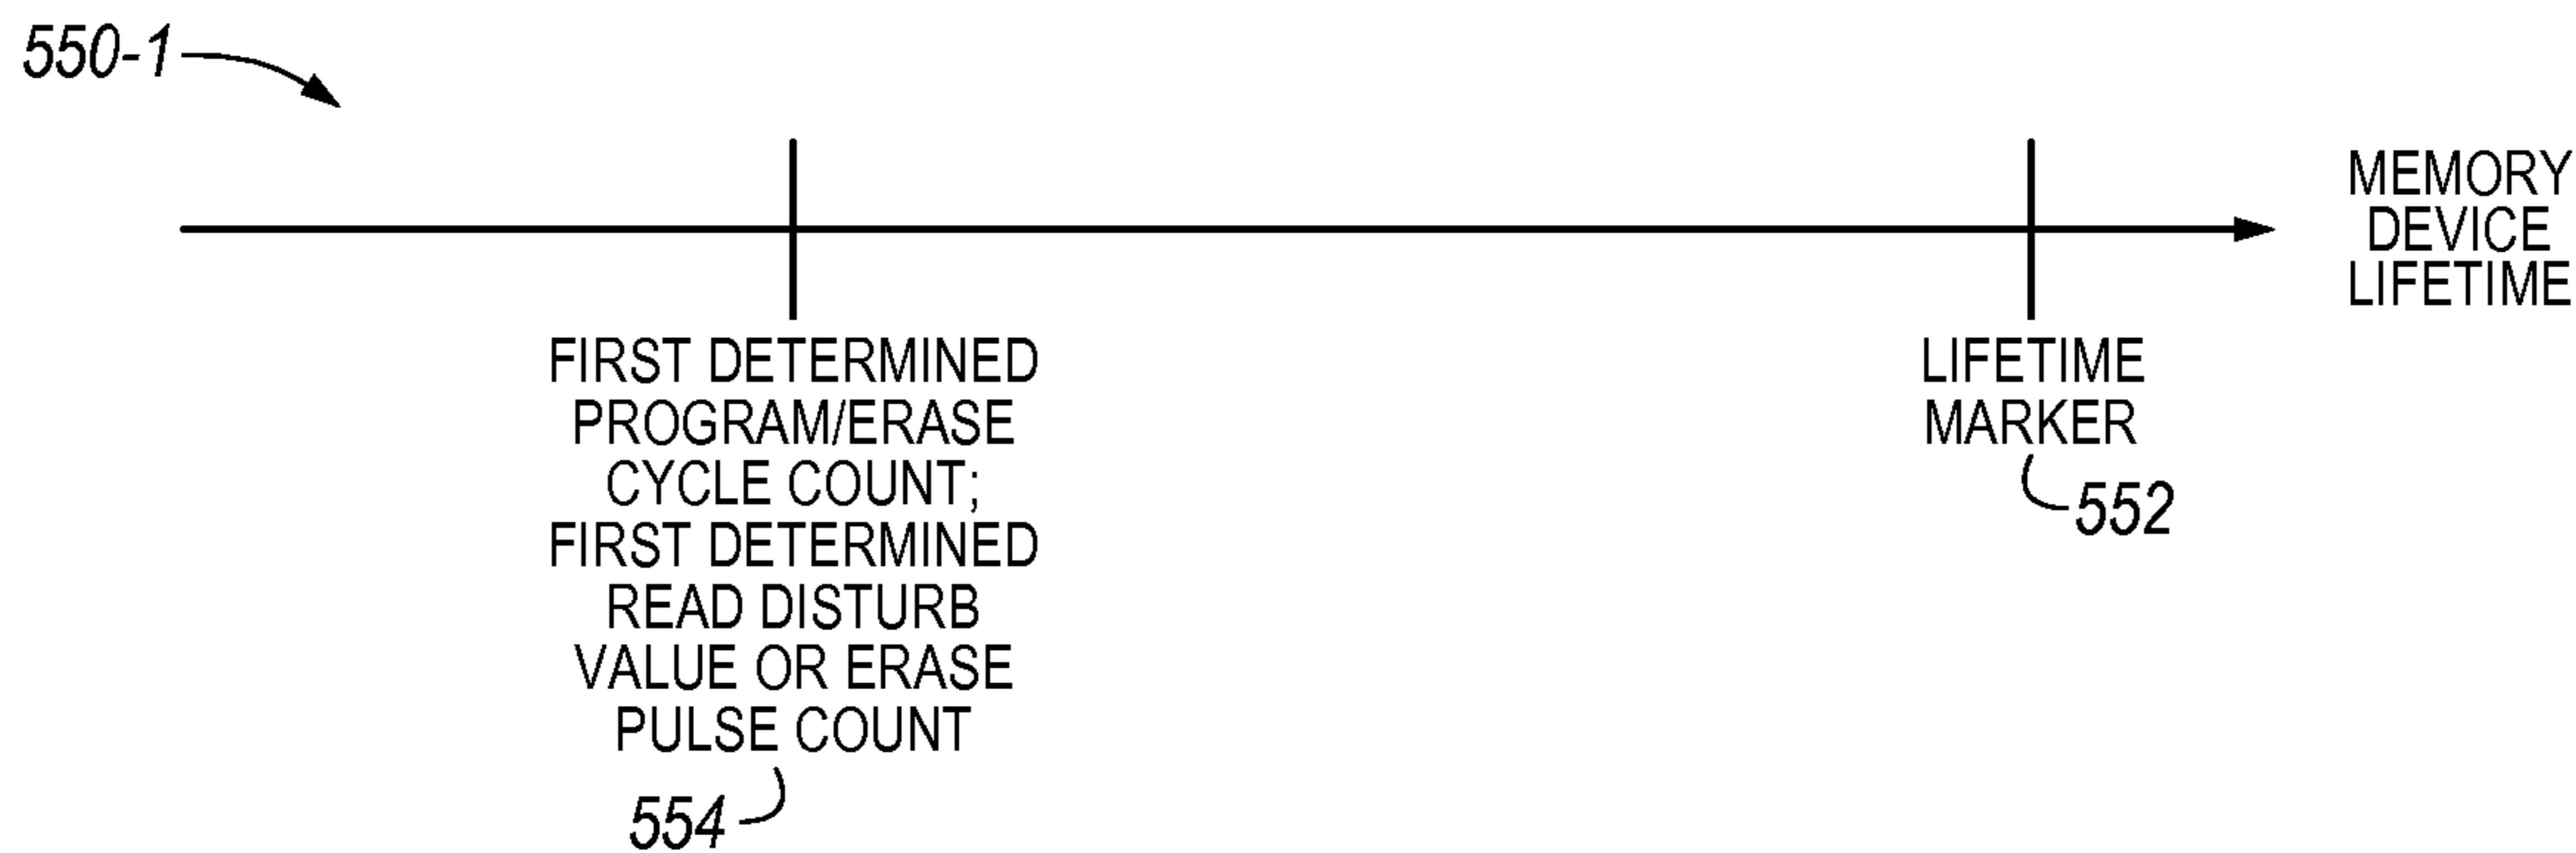 550-1
MEMORY
DEVICE
LIFETIME
FIRST DETERMINED
PROGRAM/ERASE
CYCLE COUNT;
FIRST DETERMINED
READ DISTURB
VALUE OR ERASE
PULSE COUNT
554
LIFETIME
MARKER
552